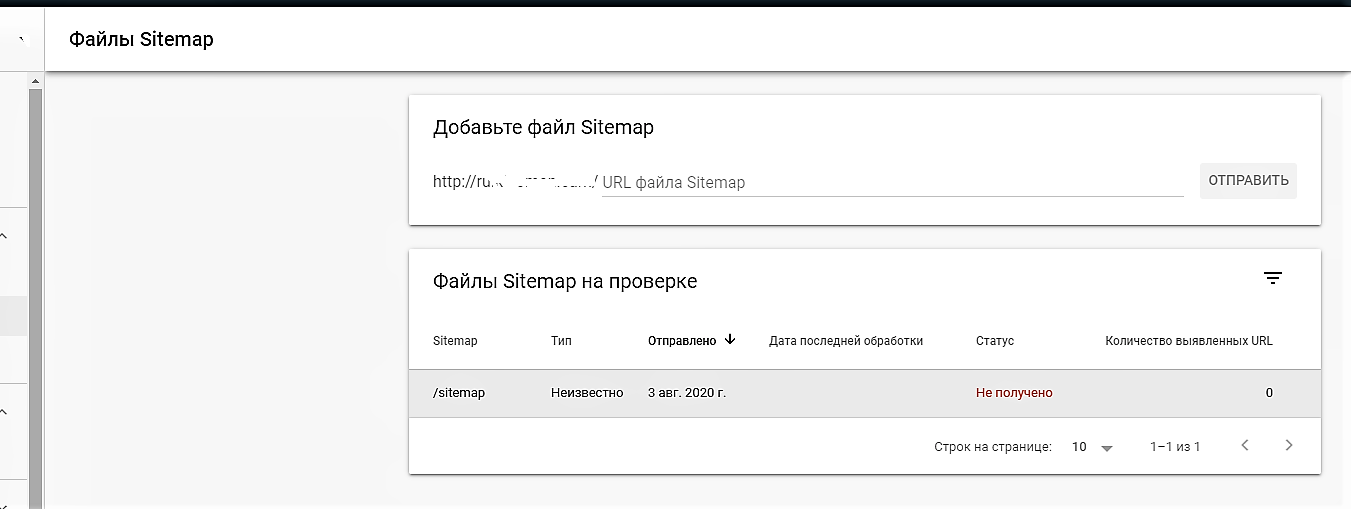 Файлы Sitemap
Добавьте файл Sitemap
http://ru. URL файла Sitemap ОТПРАВИТЬ
Файлы Sitemap на проверке
Sitemap Тип Отправлено Дата последней обработки Статус Количество выявленных URL
/sitemap Неизвестно 3 авг. 2020 г. Не получено 0
Строк на странице: 10 1–1 из 1